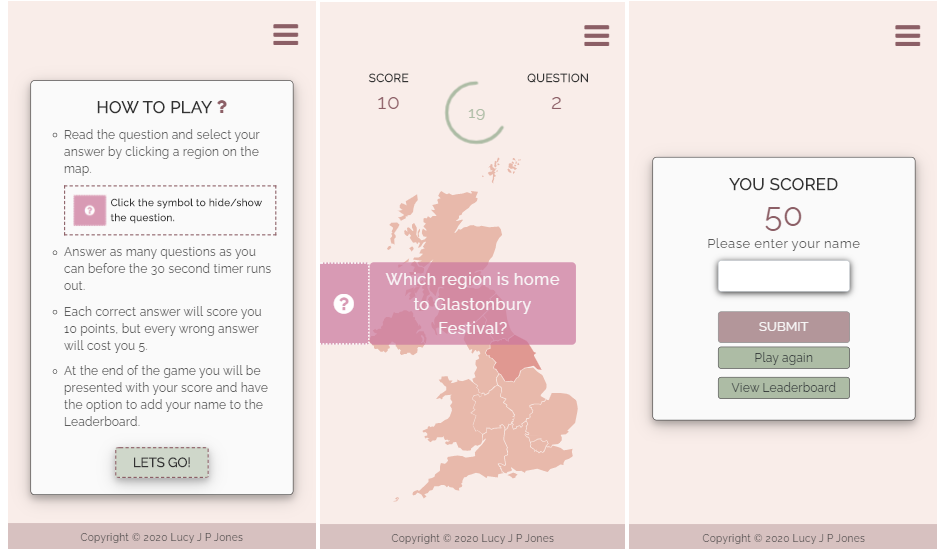 HOW TO PLAY ?
Read the question and select your
answer by clicking a region on the
map.
?
Click the symbol to hide/show
the question.
Answer as many questions as you
can before the 30 second timer runs
out.
Each correct answer will score you
10 points, but every wrong answer
will cost you 5.
At the end of the game you will be
presented with your score and have
the option to add your name to the
Leaderboard.
LETS GO!
Copyright © 2020 Lucy J P Jones
SCORE
10
19
QUESTION
2
?
Which region is home
to Glastonbury
Festival?
Copyright © 2020 Lucy J P Jones
YOU SCORED
50
Please enter your name
SUBMIT
Play again
View Leaderboard
Copyright © 2020 Lucy J P Jones